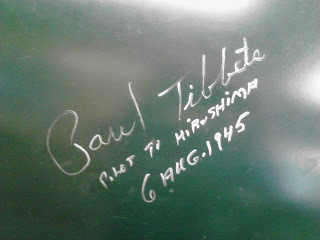 Paul Tibbets
PILOT TO HIROSHIMA
6 AUG. 1945